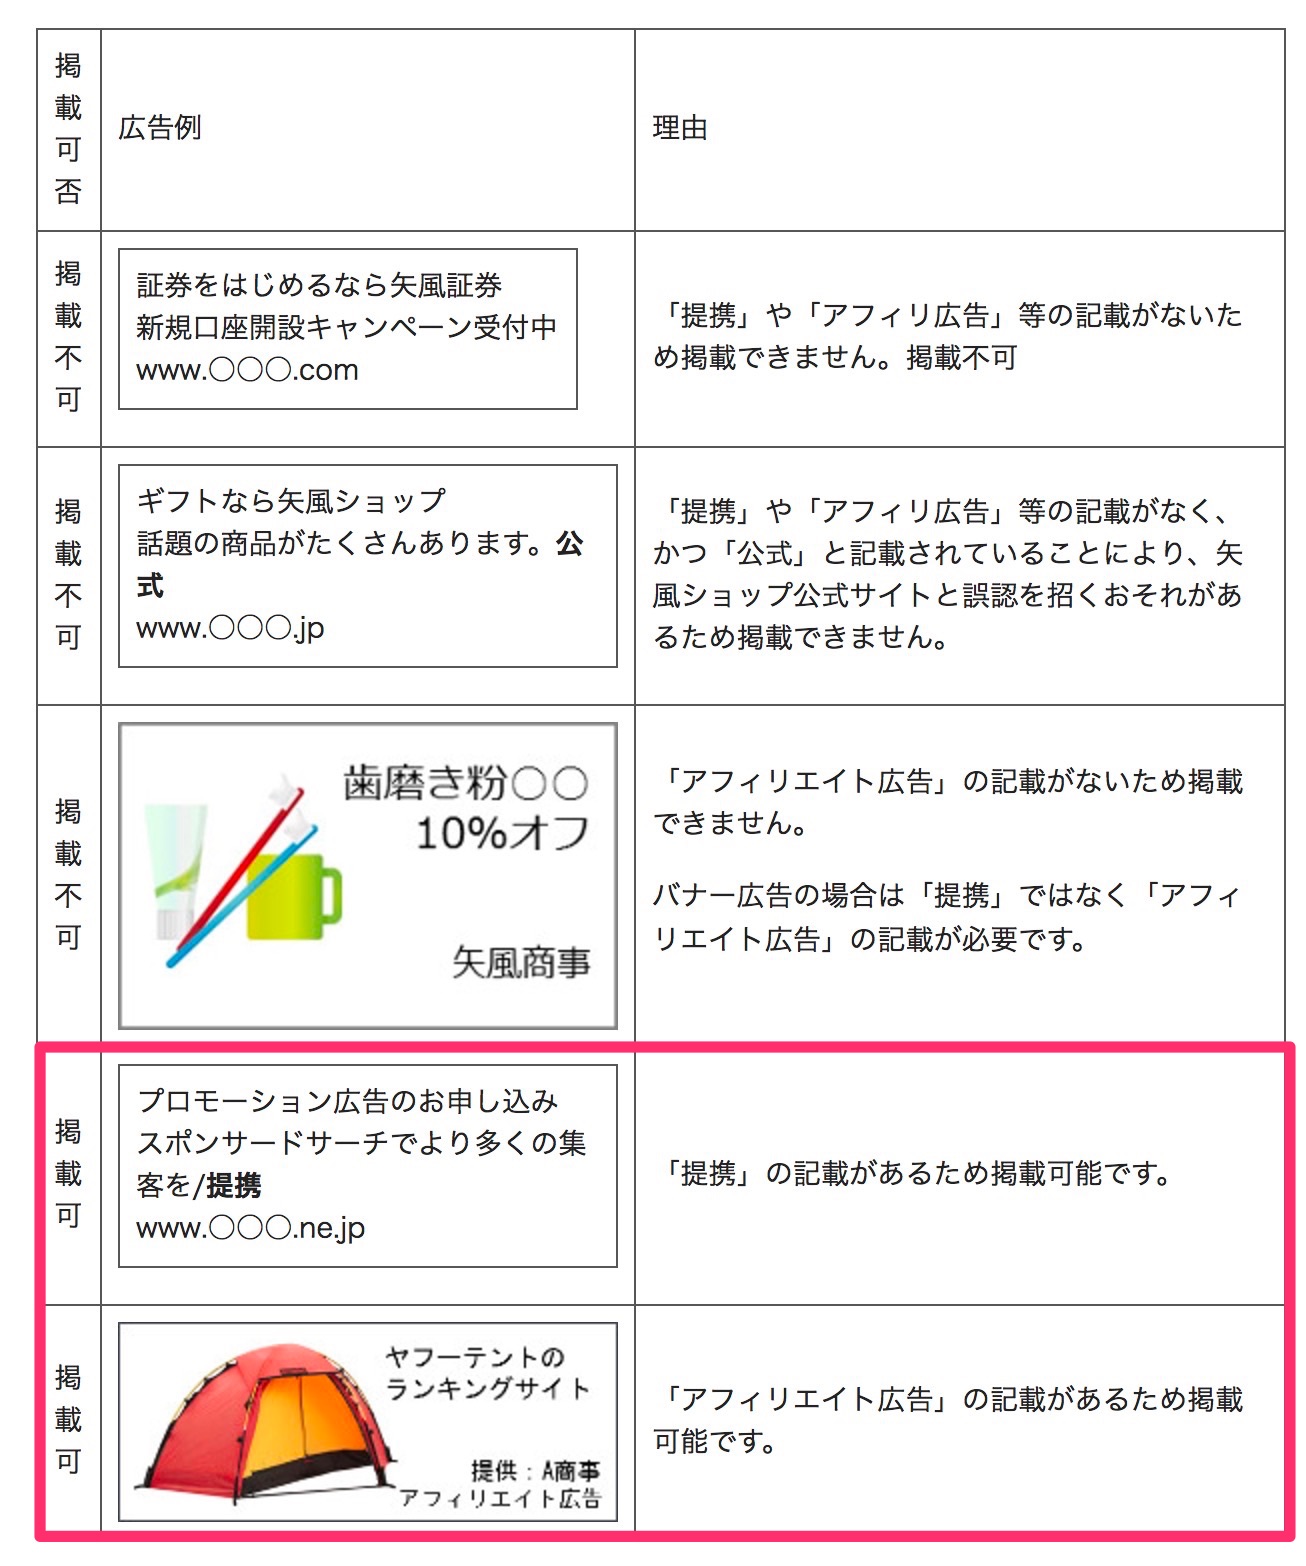 掲載可否
広告例
理由
掲載不可
証券をはじめるなら矢風証券
新規口座開設キャンペーン受付中
www.〇〇〇.com
「提携」や「アフィリ広告」等の記載がないた
め掲載できません。掲載不可
掲載不可
ギフトなら矢風ショップ
話題の商品がたくさんあります。公
式
www.〇〇〇.jp
「提携」や「アフィリ広告」等の記載がなく、
かつ「公式」と記載されていることにより、矢
風ショップ公式サイトと誤認を招くおそれがあ
るため掲載できません。
掲載不可
歯磨き粉〇〇
10%オフ
矢風商事
「アフィリエイト広告」の記載がないため掲載
できません。
バナー広告の場合は「提携」ではなく「アフィ
リエイト広告」の記載が必要です。
掲載可
プロモーション広告のお申し込み
スポンサードサーチでより多くの集
客を/提携
www.〇〇〇.ne.jp
「提携」の記載があるため掲載可能です。
掲載可
ヤフーテントの
ランキングサイト
提供：A商事
アフィリエイト広告
「アフィリエイト広告」の記載があるため掲載
可能です。